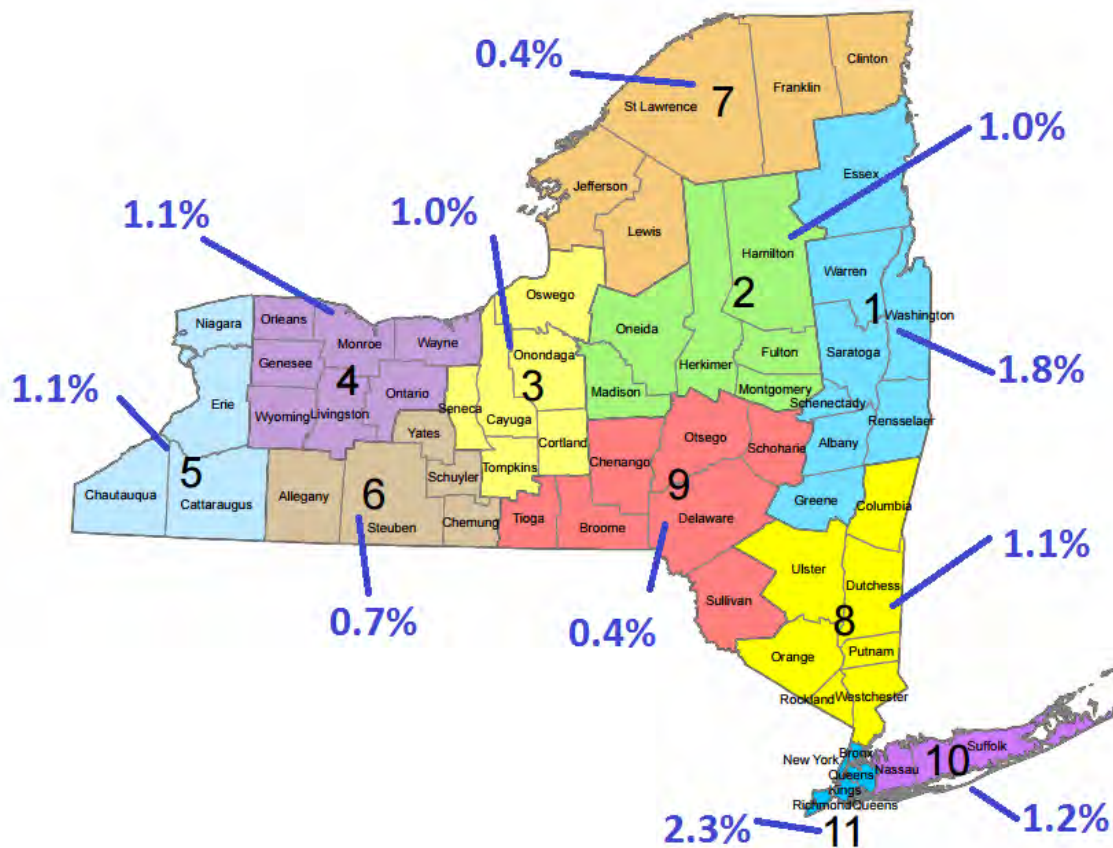 Clinton
0.4%
Franklin
St Lawrence
7
1.0%
Essex
Jefferson
1.1%
1.0%
Lewis
Hamilton
Warren
Oswego
2
1
Washington
Niagara
Orleans
Monroe
Wayne
Oneida
Onondaga
Saratoga
Fulton
Genesee
Herkimer
1.8%
1.1%
4
Ontario
3
Madison
Montgomery
Erie
Seneca
Schenectady
Wyoming
Livingston
Cayuga
Rensselaer
Yates
Otsego
Albany
Cortland
Schoharie
5
Tompkins
Chenango
Schuyler
9
Chautauqua
Cattaraugus
Allegany
6
Greene
Columbia
Steuben
Chemung
Tioga
Broome
Delaware
1.1%
Ulster
Dutchess
Sullivan
0.7%
0.4%
8
Orange
Putnam
Rockland
Westchester
Suffolk
New York
Bronx
10
Queens
Nassau
Kings
Richmond
Queens
2.3%
11
1.2%